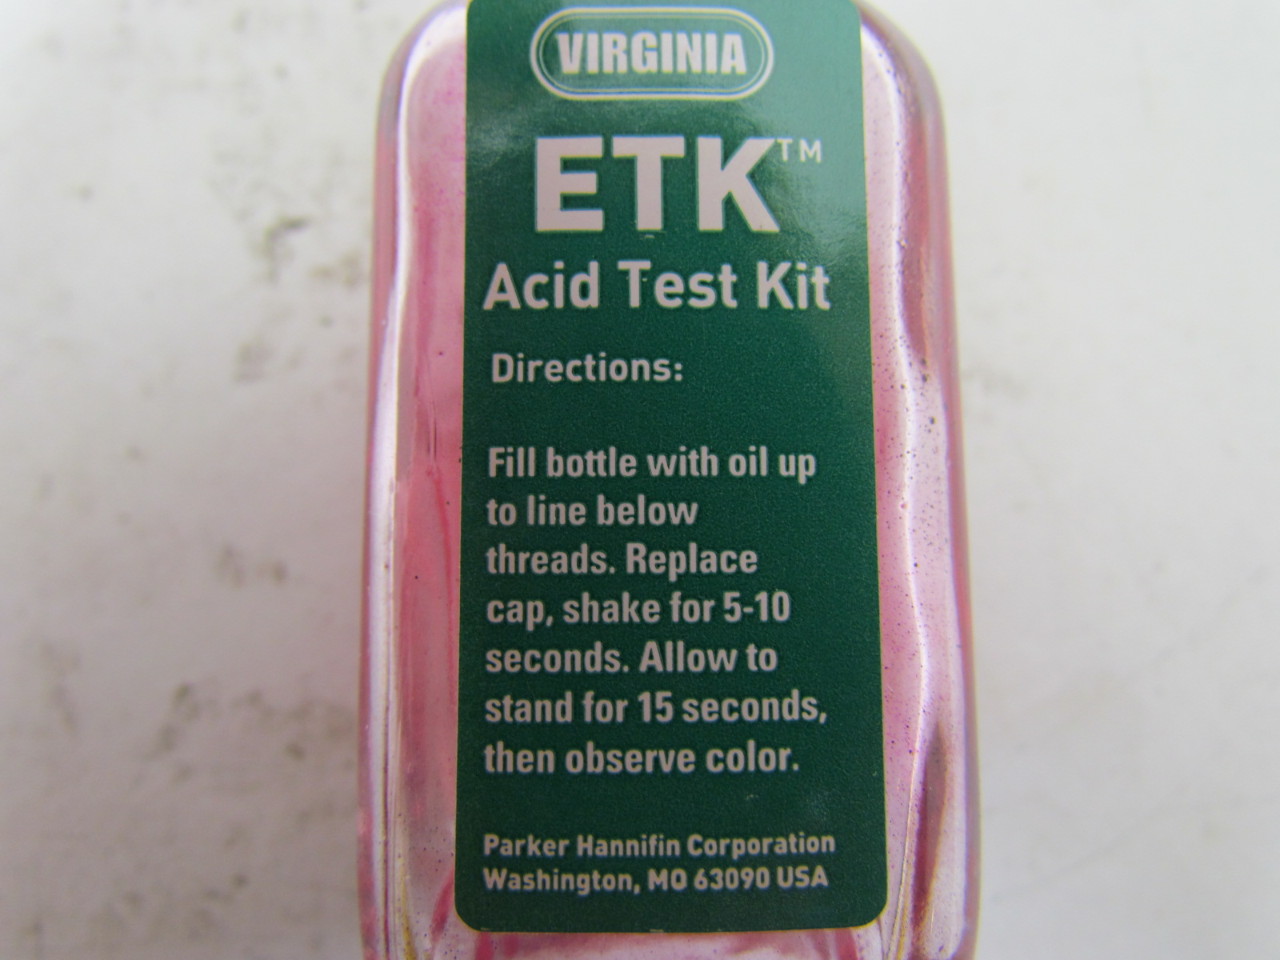 VIRGINIA
ETK™
Acid Test Kit
Directions:
Fill bottle with oil up
to line below
threads. Replace
cap, shake for 5-10
seconds. Allow to
stand for 15 seconds,
then observe color.
Parker Hannifin Corporation
Washington, MO 63090 USA